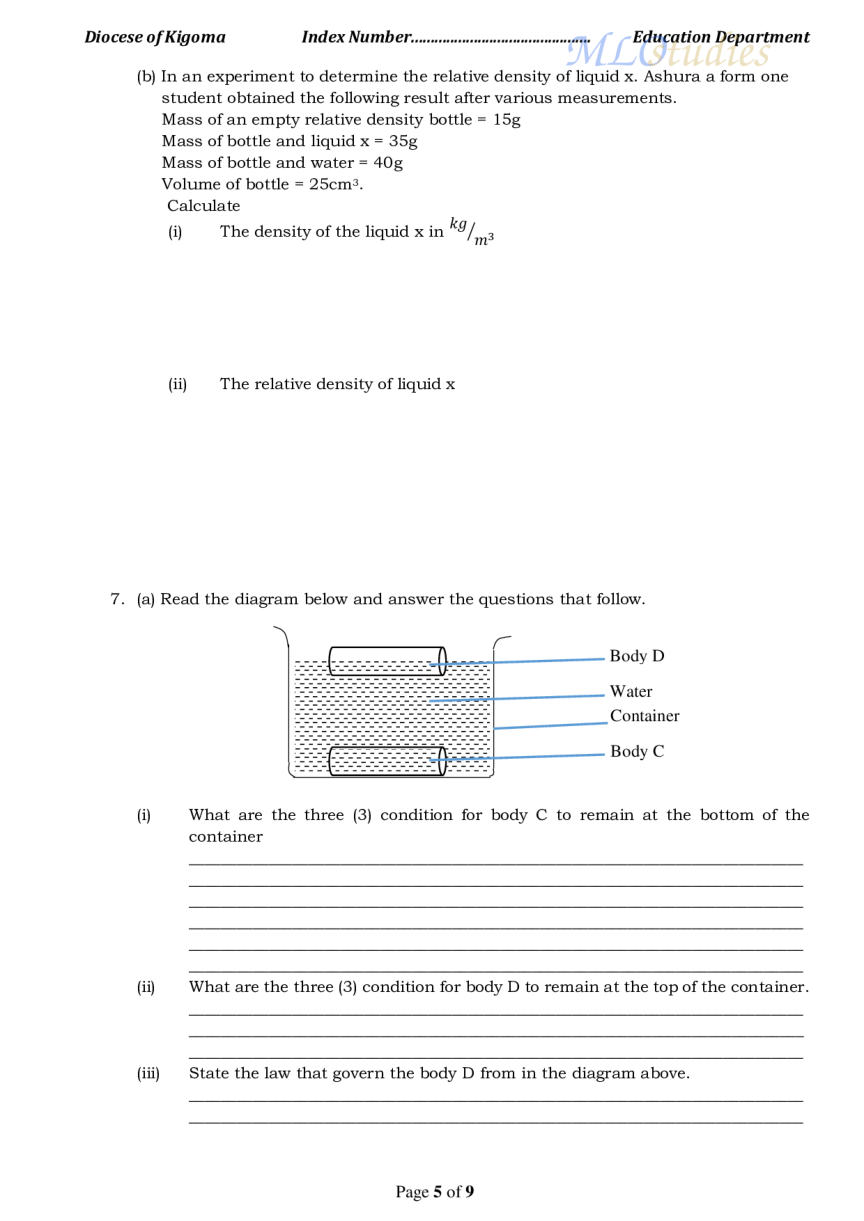 Diocese of Kigoma Index Number................................................ Education Department
MLOstudies
(b) In an experiment to determine the relative density of liquid x. Ashura a form one
student obtained the following result after various measurements.
Mass of an empty relative density bottle = 15g
Mass of bottle and liquid x = 35g
Mass of bottle and water = 40g
Volume of bottle = 25cm³.
Calculate
(i) The density of the liquid x in kg/m³
(ii) The relative density of liquid x
7. (a) Read the diagram below and answer the questions that follow.
Body D
Water
Container
Body C
(i) What are the three (3) condition for body C to remain at the bottom of the
container
(ii) What are the three (3) condition for body D to remain at the top of the container.
(iii) State the law that govern the body D from in the diagram above.
Page 5 of 9